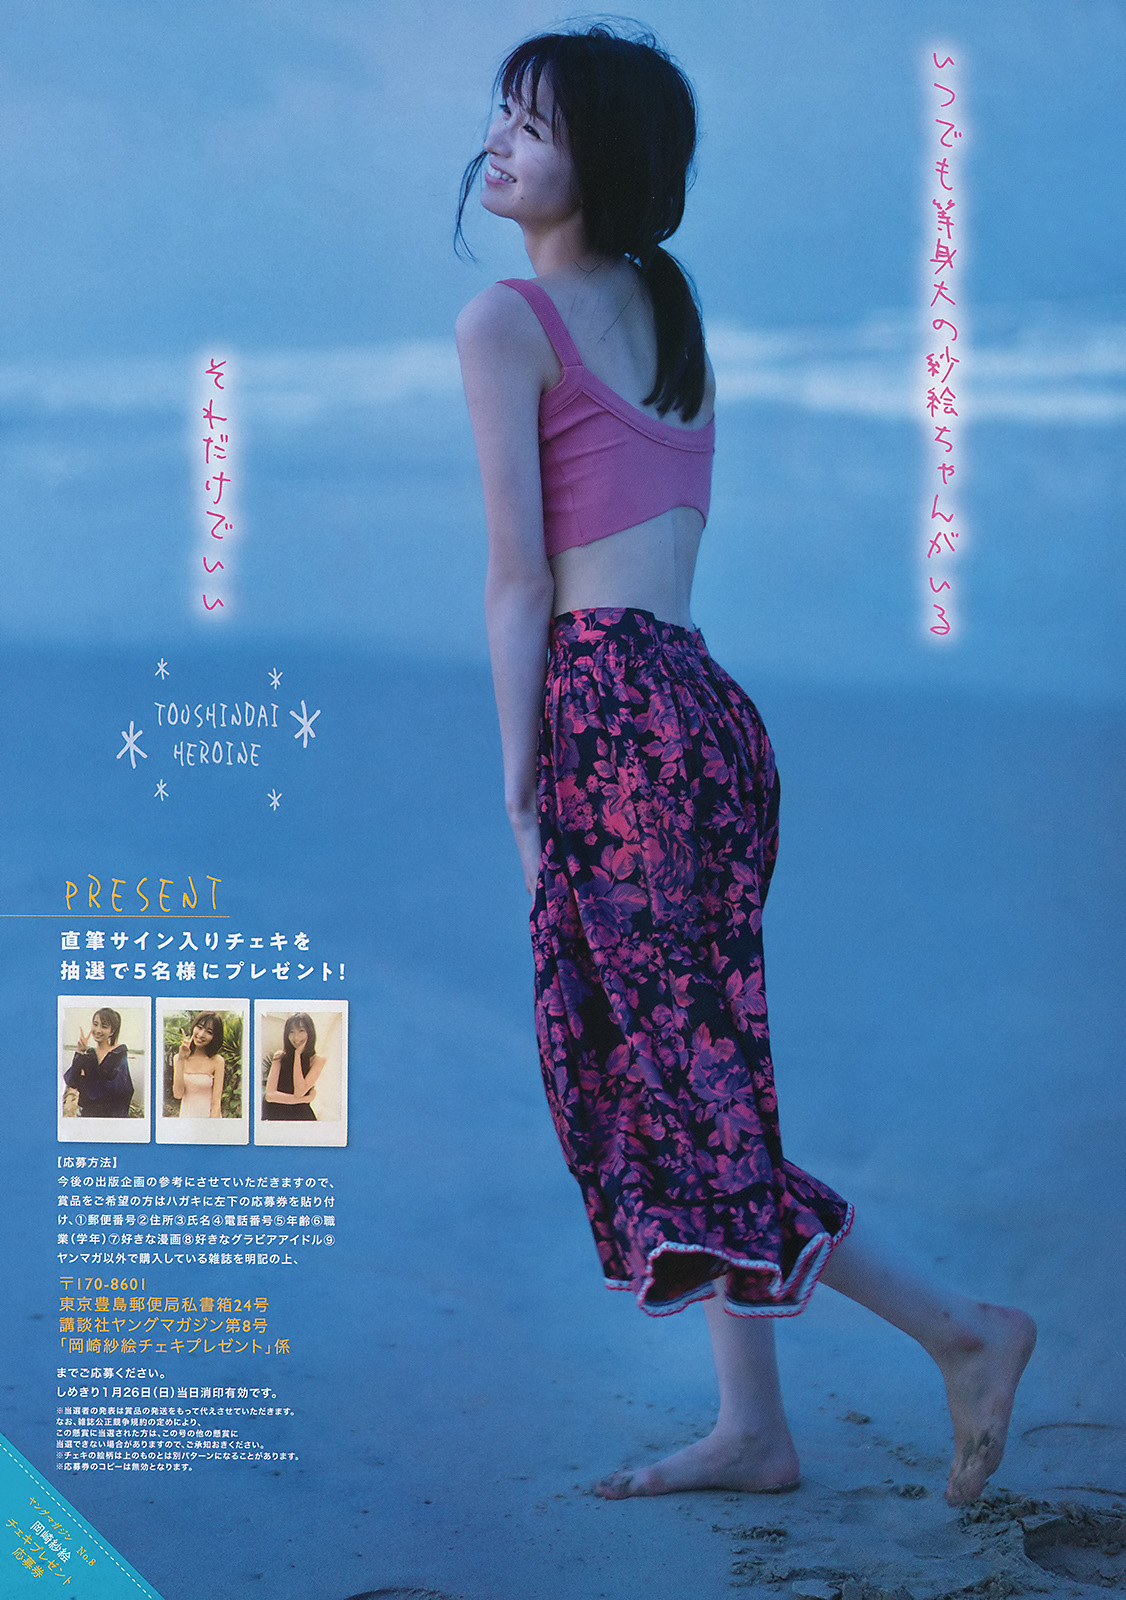 いつでも等身大の紗絵ちゃんがいる
それだけでいい
TOUSHINDAI
HEROINE
PRESENT
直筆サイン入りチェキを
抽選で5名様にプレゼント!
【応募方法】
今後の出版企画の参考にさせていただきますので、
賞品をご希望の方はハガキに左下の応募券を貼り付
け、①郵便番号②住所③氏名④電話番号⑤年齢⑥職
業(学年)⑦好きな漫画⑧好きなグラビアアイドル⑨
ヤンマガ以外で購入している雑誌を明記の上、
〒170-8601
東京豊島郵便局私書箱24号
講談社ヤングマガジン第8号
「岡崎紗絵チェキプレゼント」係
までご応募ください。
しめきり1月26日(日)当日消印有効です。
※当選者の発表は賞品の発送をもって代えさせていただきます。
なお、雑誌公正競争規約の定めにより、
この懸賞に当選された方は、この号の他の懸賞に
当選できない場合がありますので、ご承知おきください。
※チェキの絵柄は上のものとは別パターンになることがあります。
※応募券のコピーは無効となります。
ヤングマガジン No.8
岡崎紗絵
チェキプレゼント
応募券